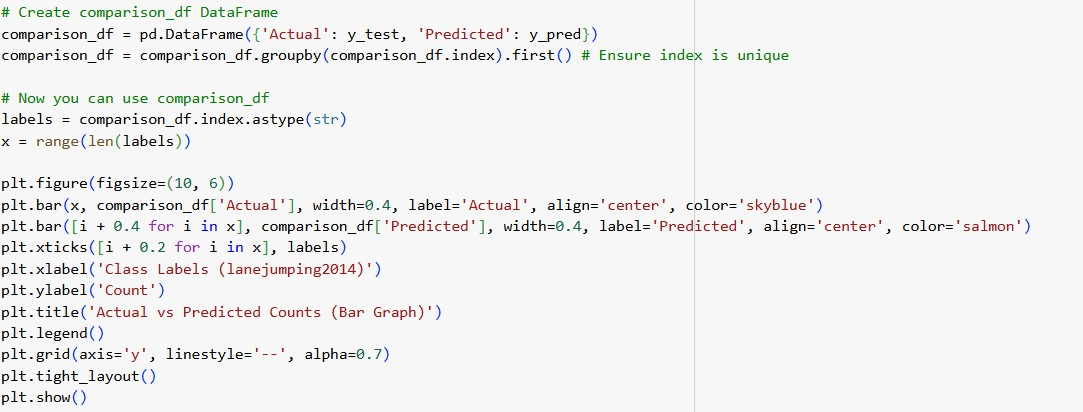 # Create comparison_df DataFrame
comparison_df = pd.DataFrame({'Actual': y_test, 'Predicted': y_pred})
comparison_df = comparison_df.groupby(comparison_df.index).first() # Ensure index is unique
# Now you can use comparison_df
labels = comparison_df.index.astype(str)
x = range(len(labels))
plt.figure(figsize=(10, 6))
plt.bar(x, comparison_df['Actual'], width=0.4, label='Actual', align='center', color='skyblue')
plt.bar([i + 0.4 for i in x], comparison_df['Predicted'], width=0.4, label='Predicted', align='center', color='salmon')
plt.xticks([i + 0.2 for i in x], labels)
plt.xlabel('Class Labels (lanejumping2014)')
plt.ylabel('Count')
plt.title('Actual vs Predicted Counts (Bar Graph)')
plt.legend()
plt.grid(axis='y', linestyle='--', alpha=0.7)
plt.tight_layout()
plt.show()